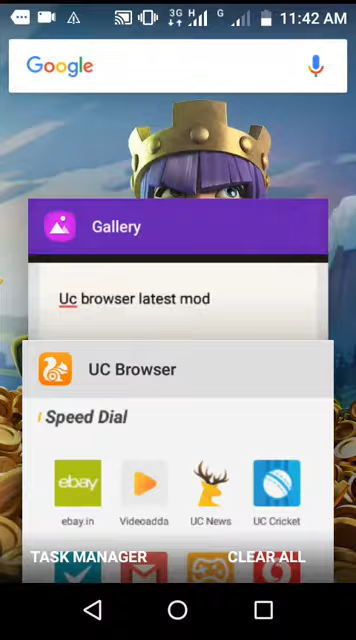 3G H G 11:42 AM
Google
Gallery
Uc browser latest mod
UC Browser
Speed Dial
ebay
ebay.in Videoadda UC News UC Cricket
TASK MANAGER CLEAR ALL